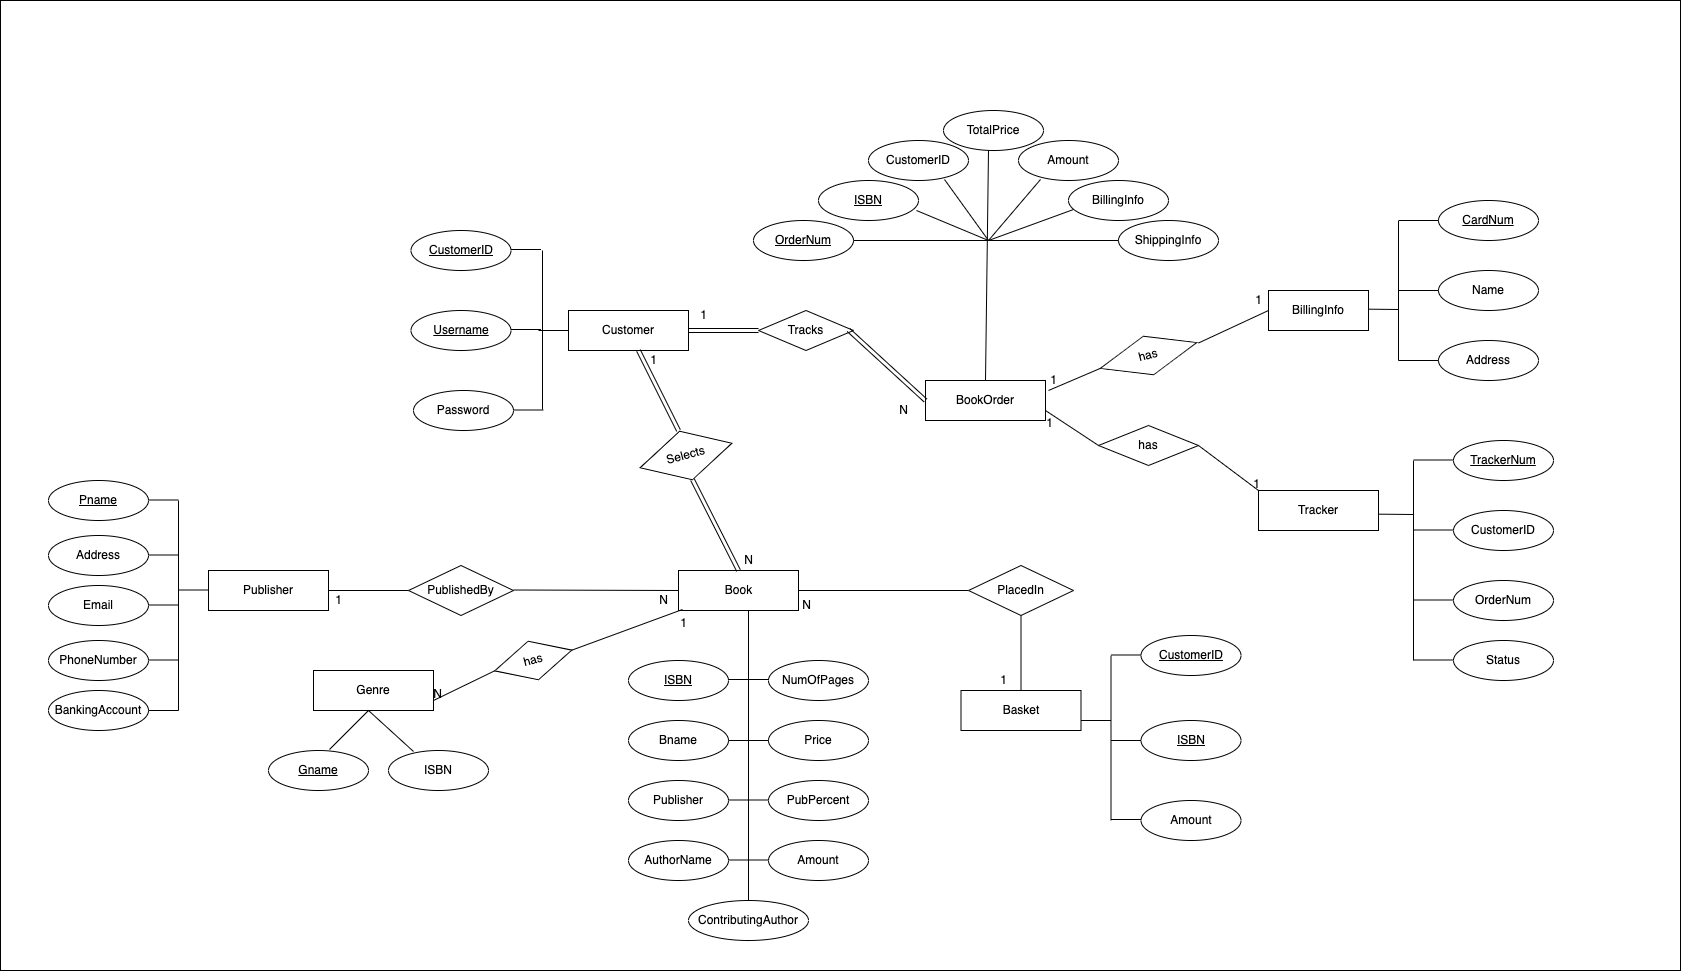 TotalPrice
CustomerID
Amount
ISBN
BillingInfo
OrderNum
ShippingInfo
CardNum
Name
Address
BillingInfo
1
has
1
CustomerID
Username
Password
Customer
1
Tracks
N
BookOrder
1
1
has
1
Tracker
TrackerNum
CustomerID
OrderNum
Status
1
Selects
N
Pname
Address
Email
PhoneNumber
BankingAccount
Publisher
1
PublishedBy
N
Book
N
PlacedIn
1
Basket
CustomerID
ISBN
Amount
1
has
N
Genre
Gname
ISBN
ISBN
NumOfPages
Bname
Price
Publisher
PubPercent
AuthorName
Amount
ContributingAuthor